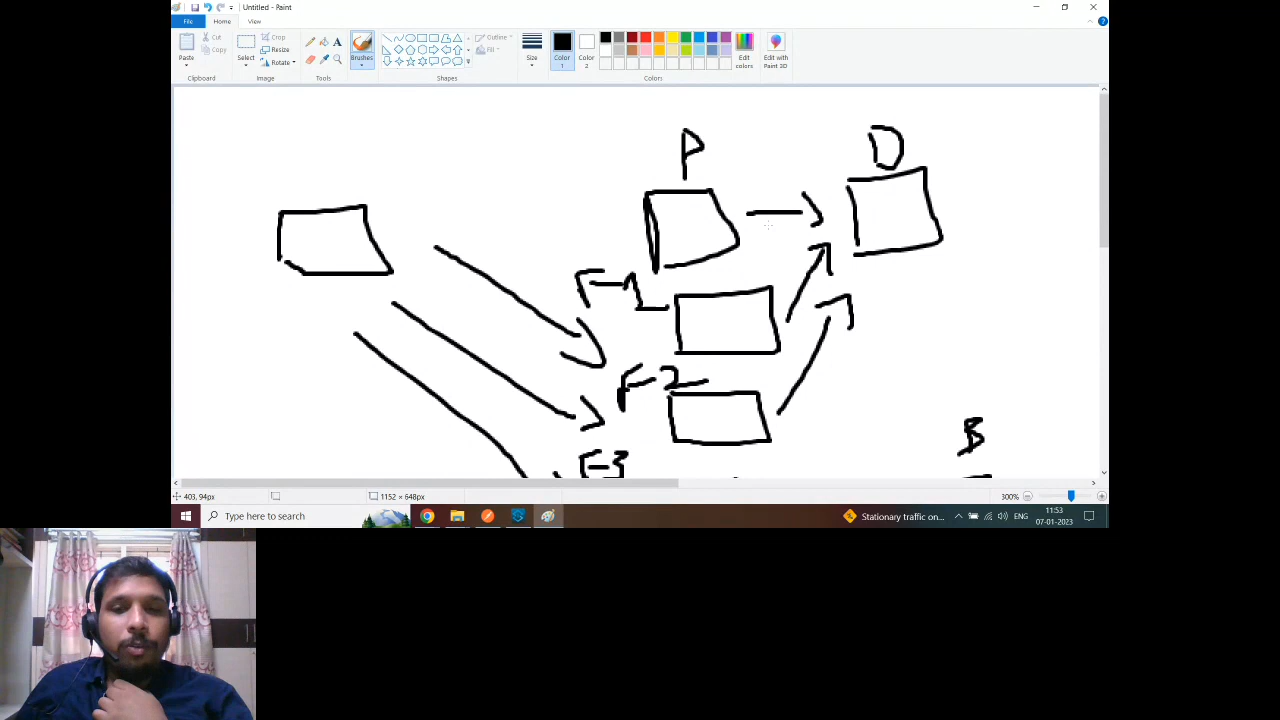 Untitled - Paint
File Home View
Paste
Cut
Copy
Clipboard
Select
Crop
Resize
Rotate
Image
Tools
Brushes
Shapes
Outline
Fill
Size
Color 1
Color 2
Edit colors
Edit with Paint 3D
Colors
P
D
F-1
F-2
F-3
B
403, 94px
1152 × 648px
300%
Type here to search
Stationary traffic on...
ENG
11:53
07-01-2023